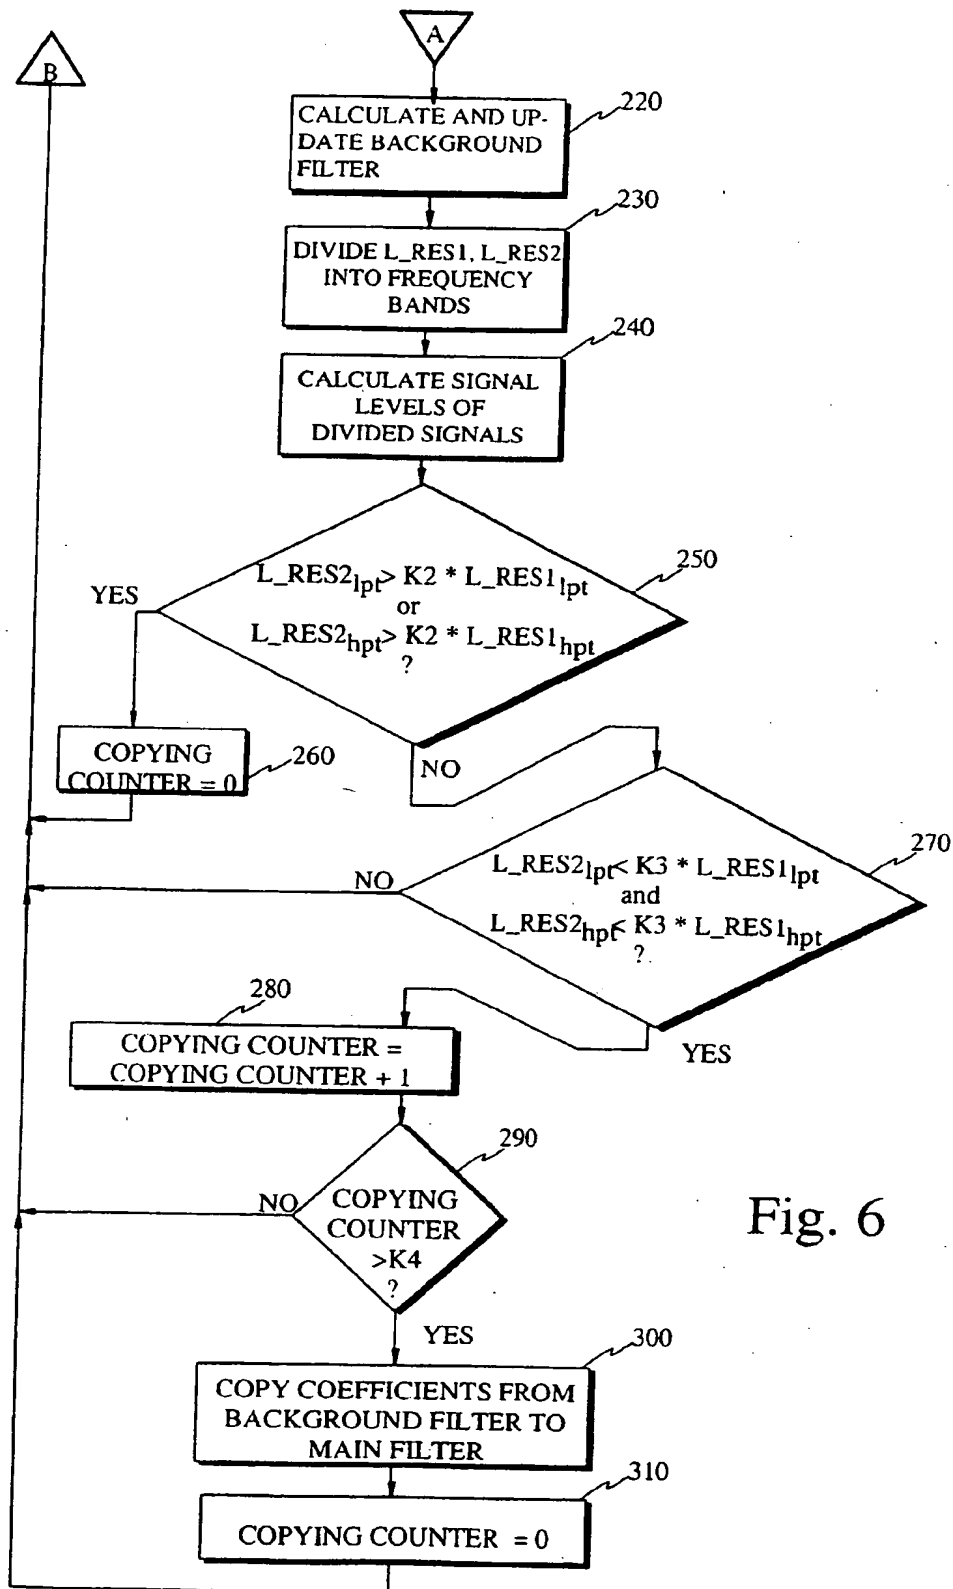 A
B
220
CALCULATE AND UP-
DATE BACKGROUND
FILTER
230
DIVIDE L_RES1, L_RES2
INTO FREQUENCY
BANDS
240
CALCULATE SIGNAL
LEVELS OF
DIVIDED SIGNALS
250
YES
L_RES2lpt> K2 * L_RES1lpt
or
L_RES2hpt> K2 * L_RES1hpt
?
COPYING
COUNTER = 0
260
NO
270
NO
L_RES2lpt< K3 * L_RES1lpt
and
L_RES2hpt< K3 * L_RES1hpt
?
280
YES
COPYING COUNTER =
COPYING COUNTER + 1
290
NO
COPYING
COUNTER
>K4
?
Fig. 6
YES
300
COPY COEFFICIENTS FROM
BACKGROUND FILTER TO
MAIN FILTER
310
COPYING COUNTER = 0